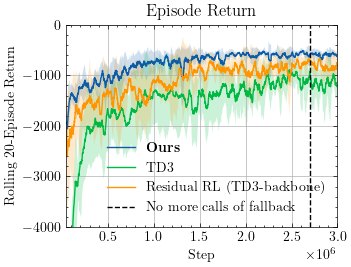 Episode Return
Rolling 20-Episode Return
0
−1000
−2000
−3000
−4000
Ours
TD3
Residual RL (TD3-backbone)
No more calls of fallback
0.5 1.0 1.5 2.0 2.5 3.0
Step
×10⁶